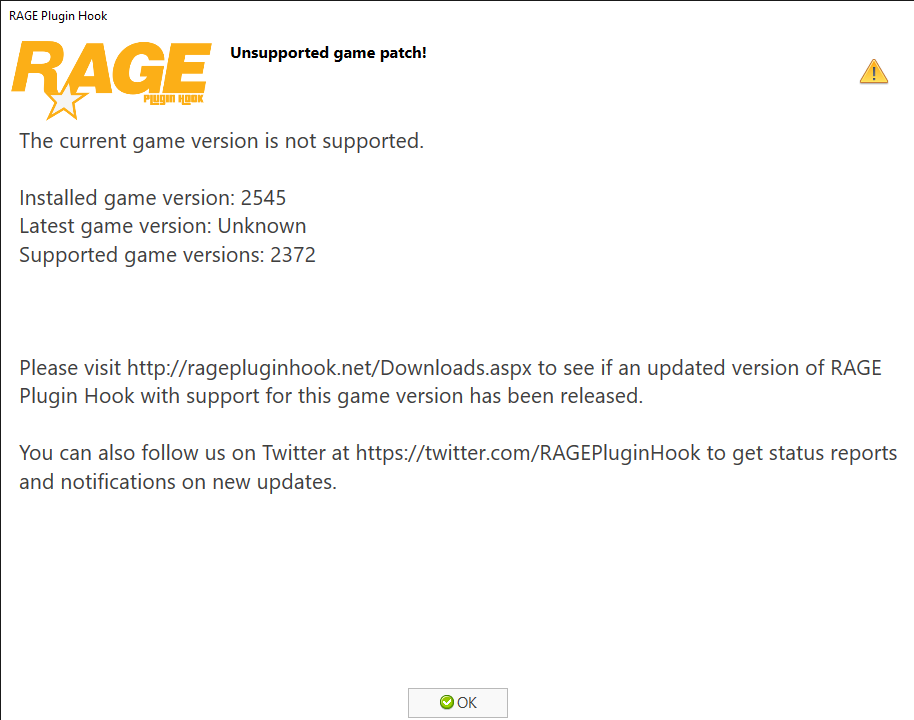 RAGE Plugin Hook
RAGE
PLUGIN HOOK
Unsupported game patch!
The current game version is not supported.
Installed game version: 2545
Latest game version: Unknown
Supported game versions: 2372
Please visit http://ragepluginhook.net/Downloads.aspx to see if an updated version of RAGE
Plugin Hook with support for this game version has been released.
You can also follow us on Twitter at https://twitter.com/RAGEPluginHook to get status reports
and notifications on new updates.
OK